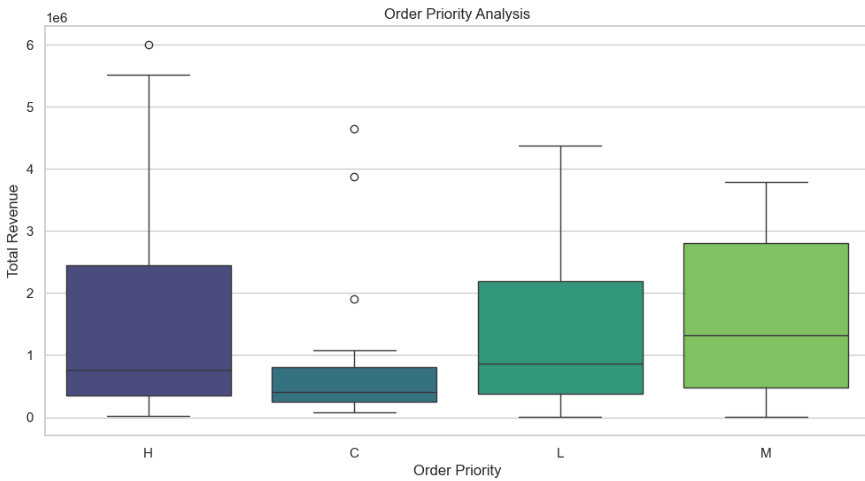 Order Priority Analysis
1e6
6
5
4
3
2
1
0
Total Revenue
H C L M
Order Priority